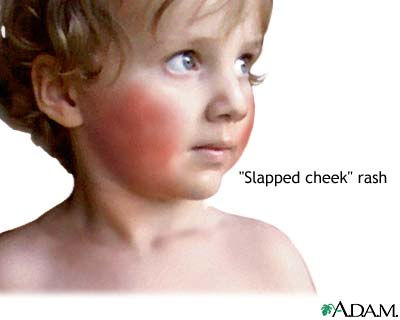 "Slapped cheek" rash
A.D.A.M.